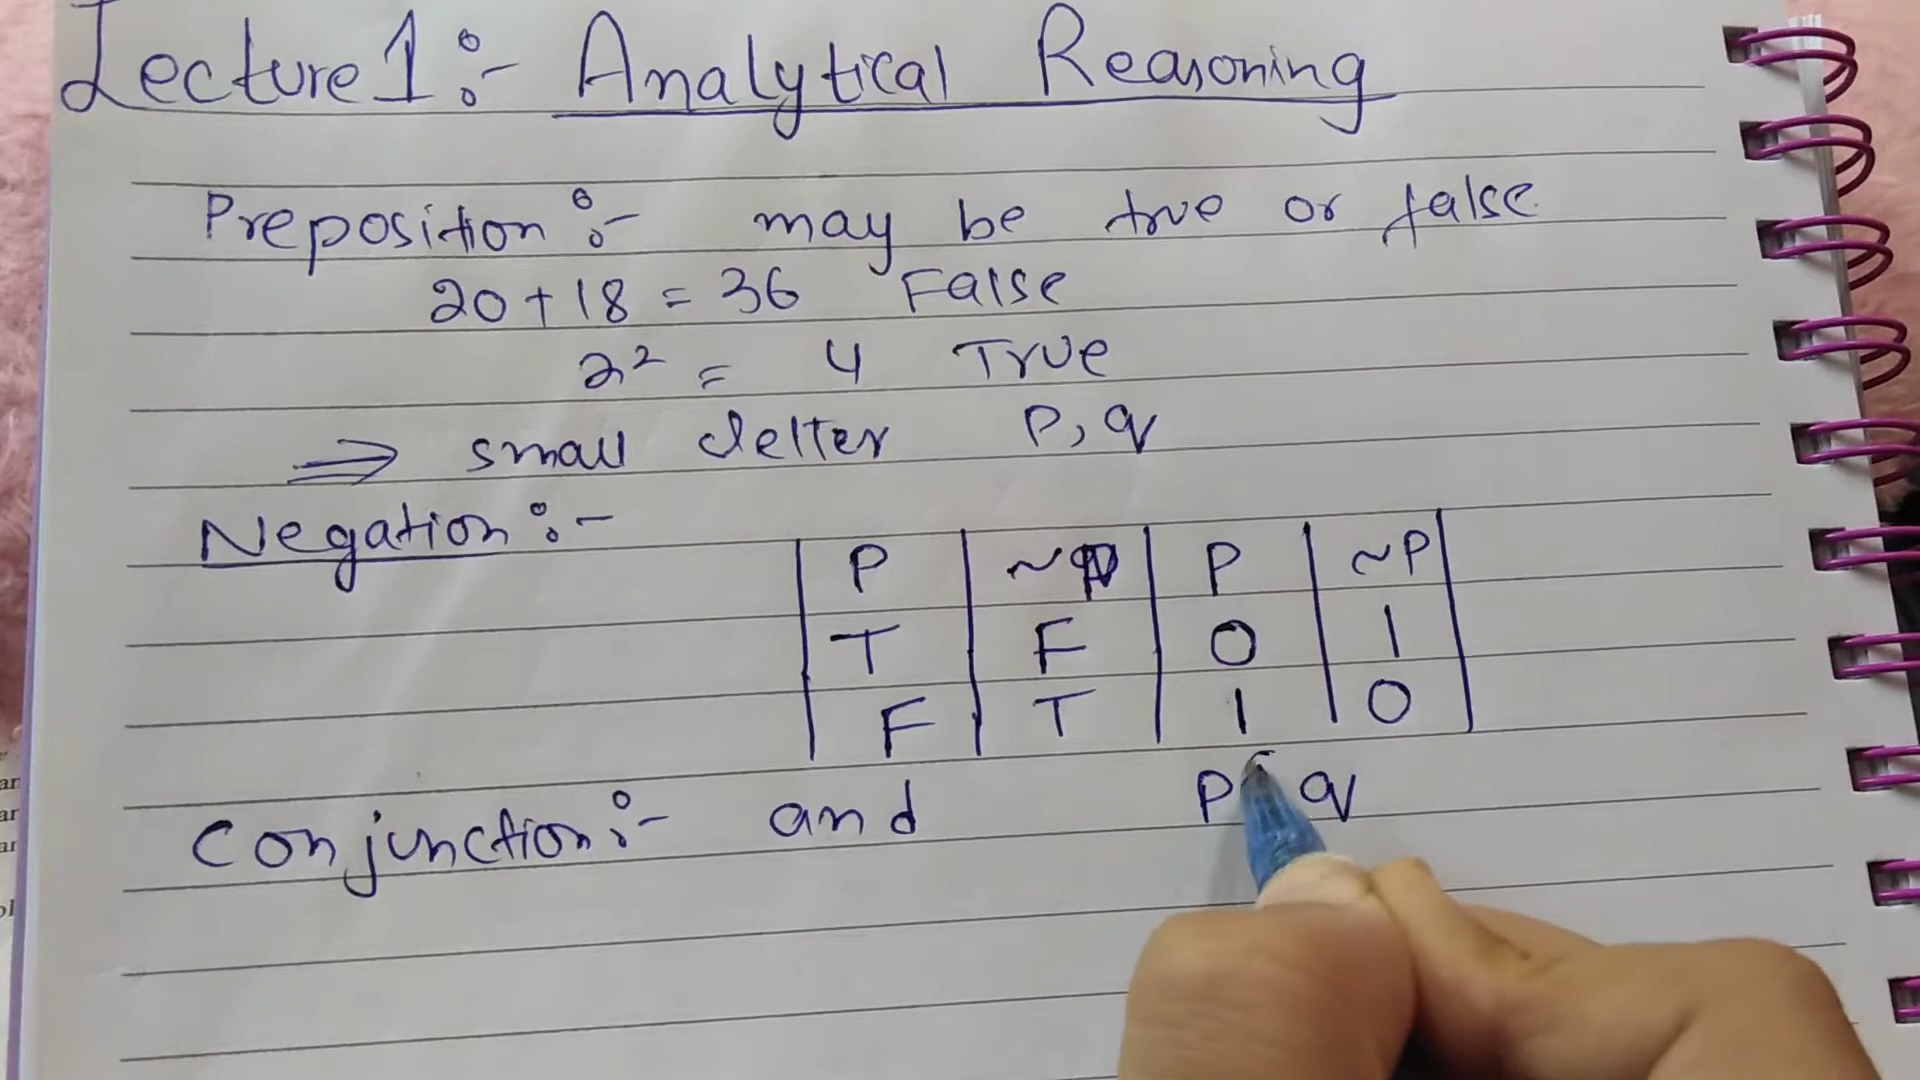 Lecture 1:- Analytical Reasoning
Preposition:- may be true or false
20 + 18 = 36 False
2² = 4 True
⇒ small letter P, q
Negation:-
P ~P P ~P
T F 0 1
F T 1 0
Conjunction:- and P q